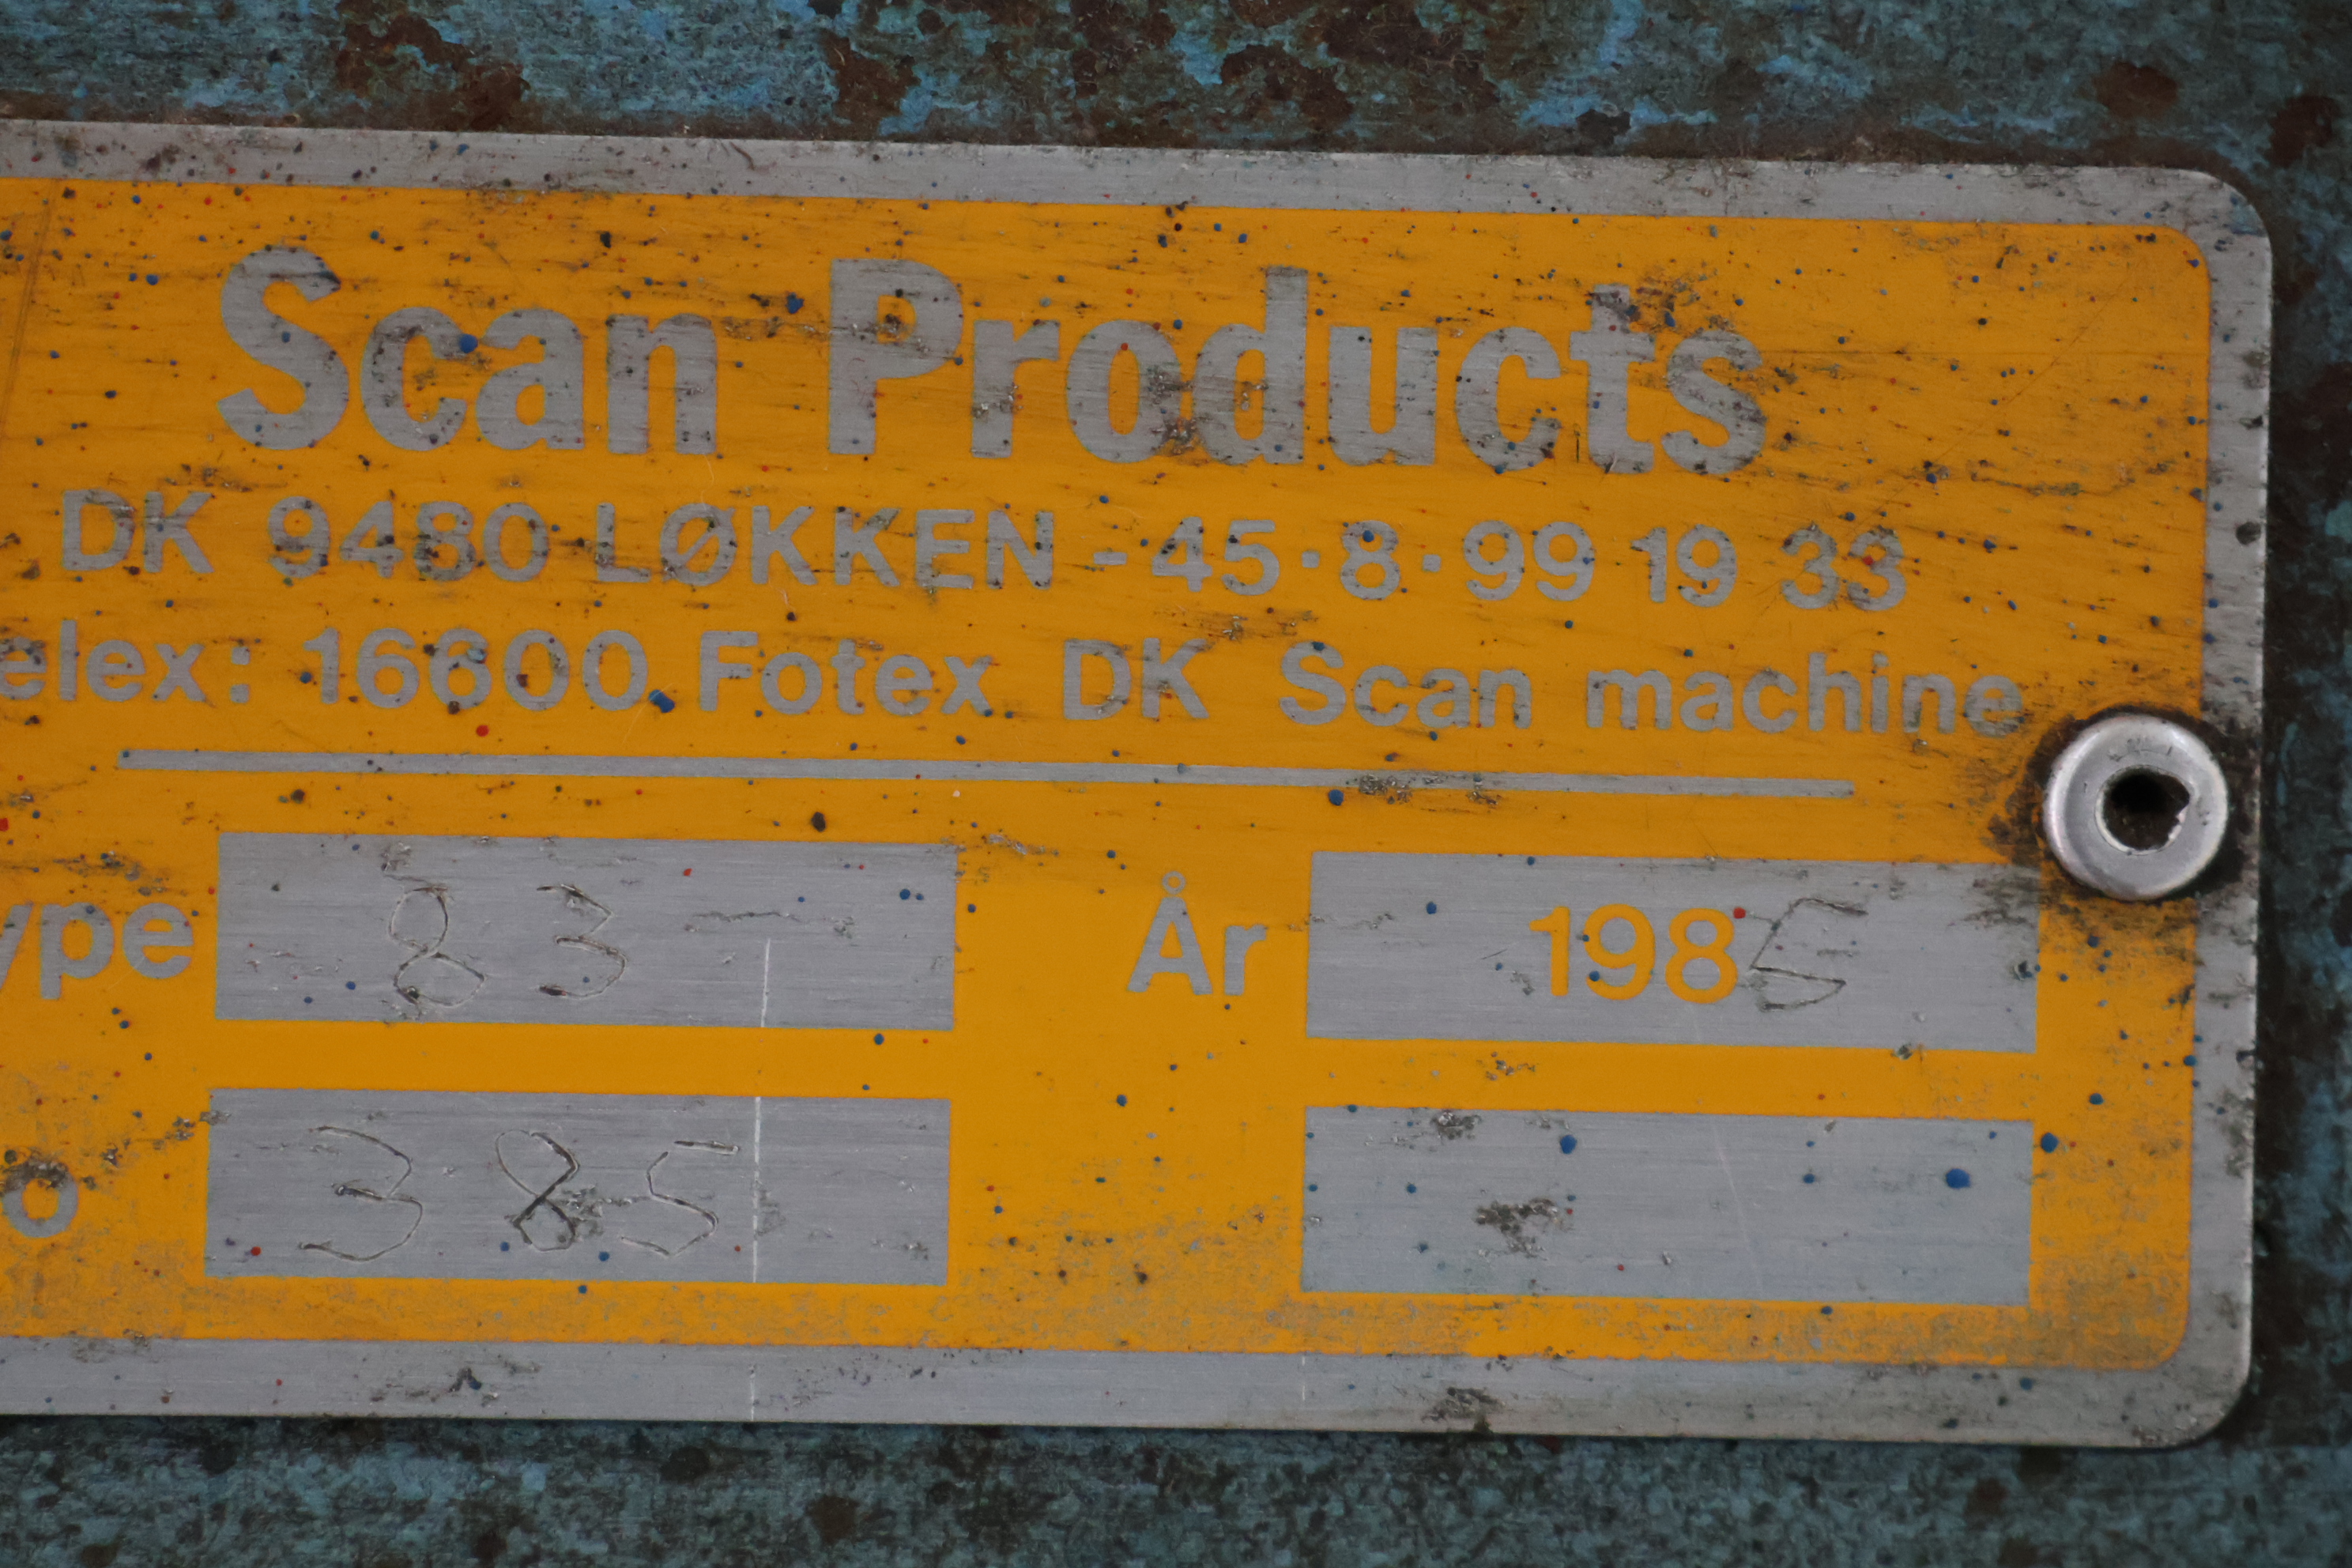 Scan Products
DK 9480 LØKKEN - 45·8·99 19 33
elex: 16600 Fotex DK Scan machine
ype 83 År 1985
o 385